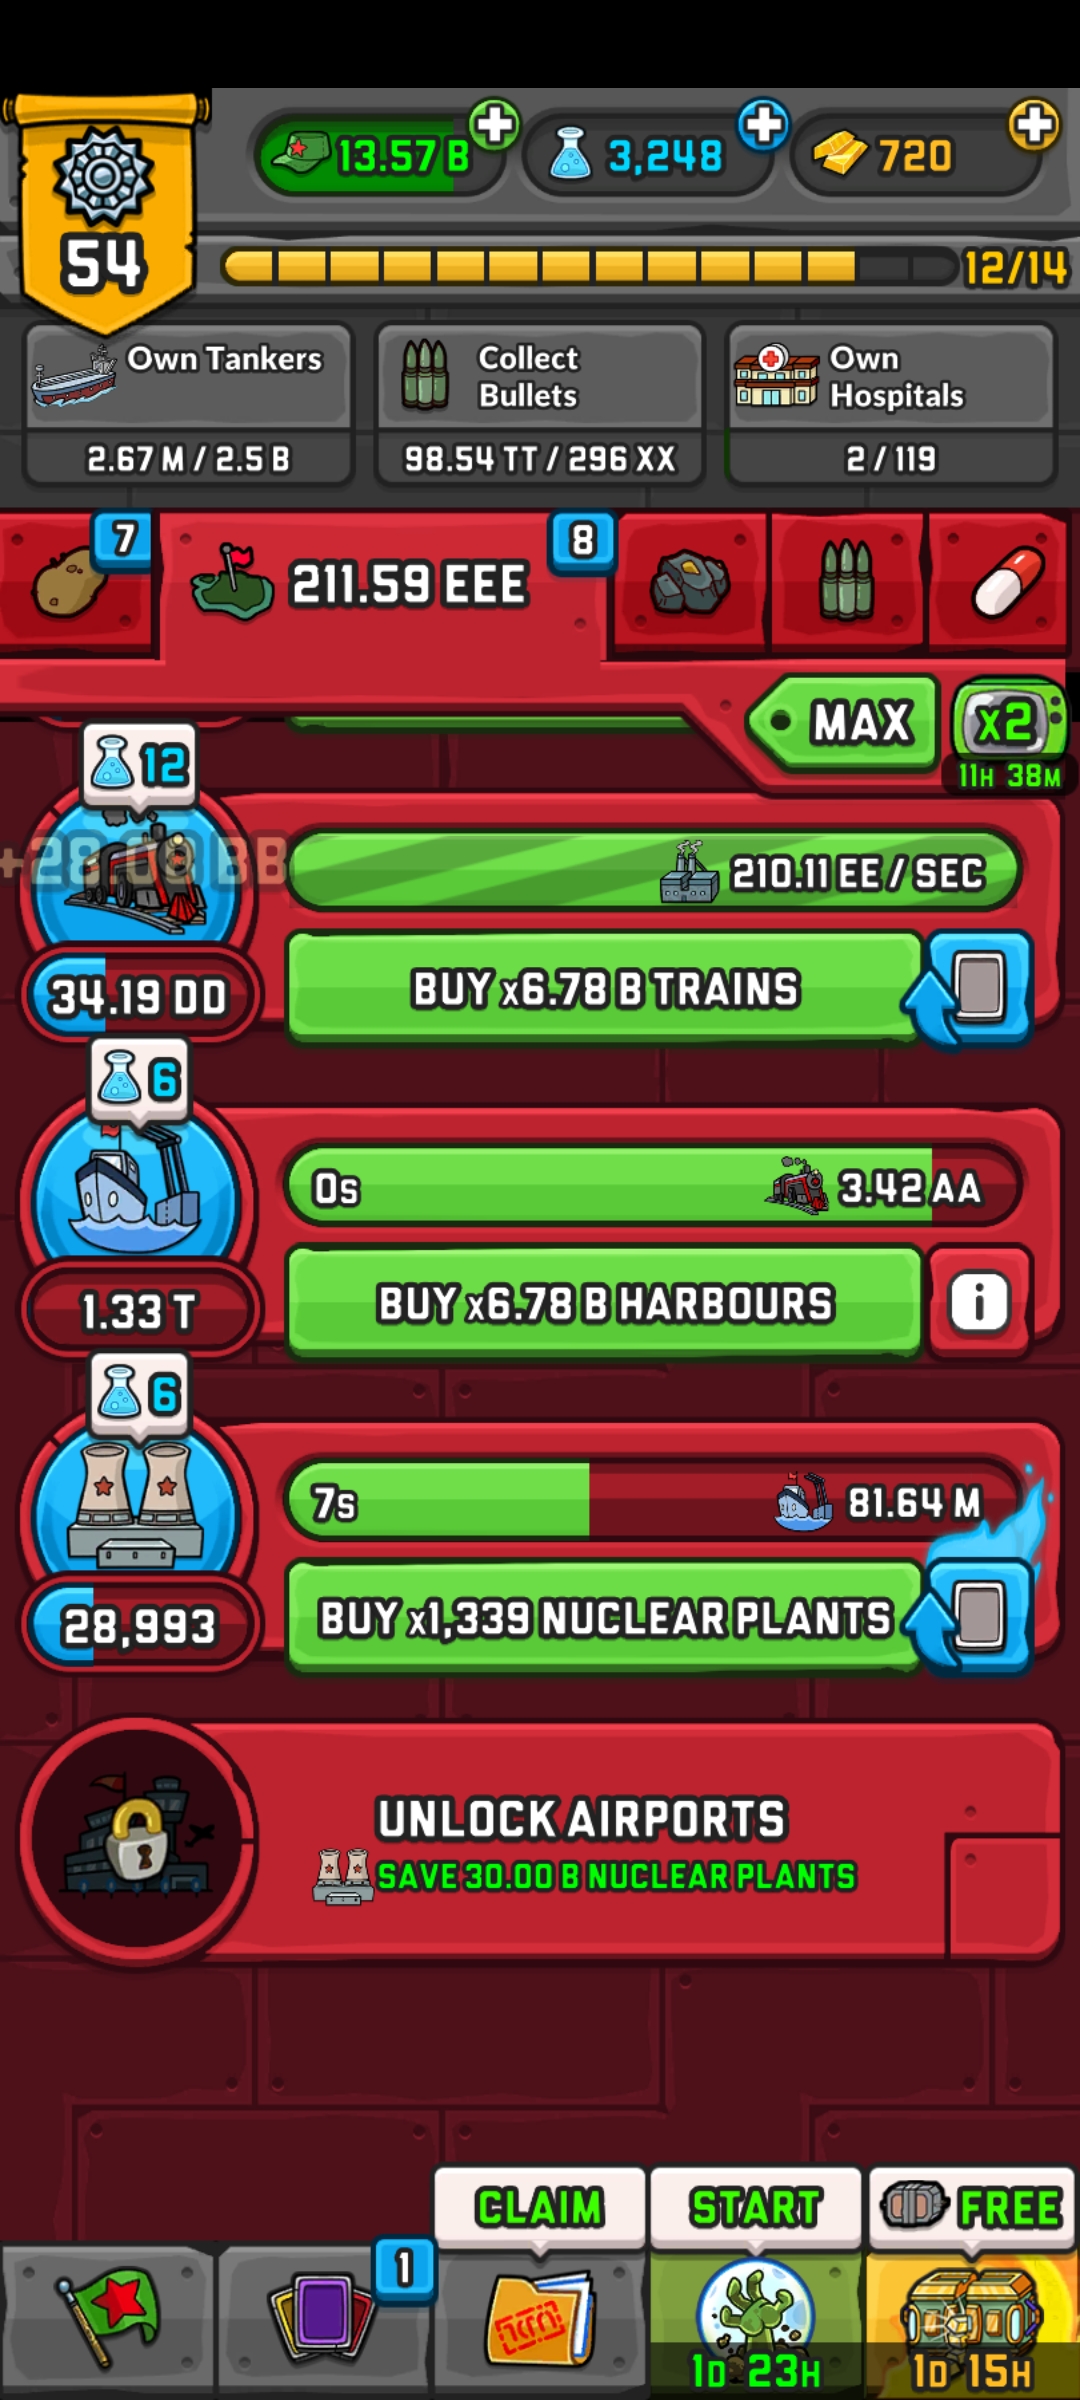 54
13.57 B
3,248
720
12/14
Own Tankers
2.67 M / 2.5 B
Collect
Bullets
98.54 TT / 296 XX
Own
Hospitals
2 / 119
7
211.59 EEE
8
MAX
x2
11H 38M
12
+28.08 BB
210.11 EE / SEC
34.19 DD
BUY x6.78 B TRAINS
6
0s
3.42 AA
1.33 T
BUY x6.78 B HARBOURS
i
6
7s
81.64 M
28,993
BUY x1,339 NUCLEAR PLANTS
UNLOCK AIRPORTS
SAVE 30.00 B NUCLEAR PLANTS
CLAIM
START
FREE
1
1D 23H
1D 15H